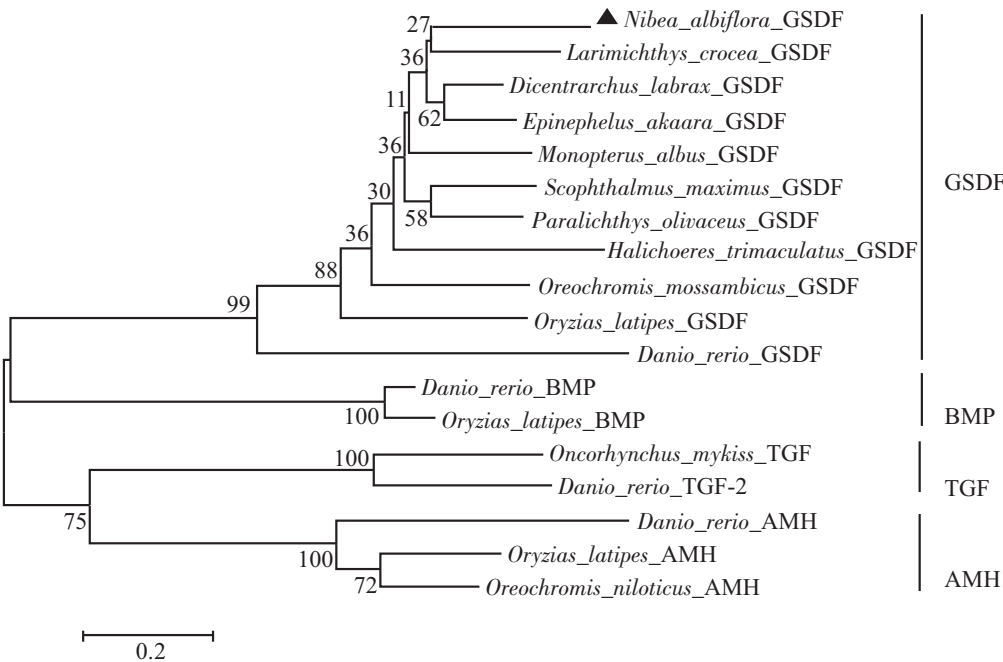 27
Nibea_albiflora_GSDF
Larimichthys_crocea_GSDF
36
Dicentrarchus_labrax_GSDF
11
62
Epinephelus_akaara_GSDF
36
Monopterus_albus_GSDF
30
Scophthalmus_maximus_GSDF
GSDF
58
Paralichthys_olivaceus_GSDF
36
Halichoeres_trimaculatus_GSDF
88
Oreochromis_mossambicus_GSDF
99
Oryzias_latipes_GSDF
Danio_rerio_GSDF
Danio_rerio_BMP
100
Oryzias_latipes_BMP
BMP
100
Oncorhynchus_mykiss_TGF
Danio_rerio_TGF-2
TGF
75
Danio_rerio_AMH
100
Oryzias_latipes_AMH
72
Oreochromis_niloticus_AMH
AMH
0.2